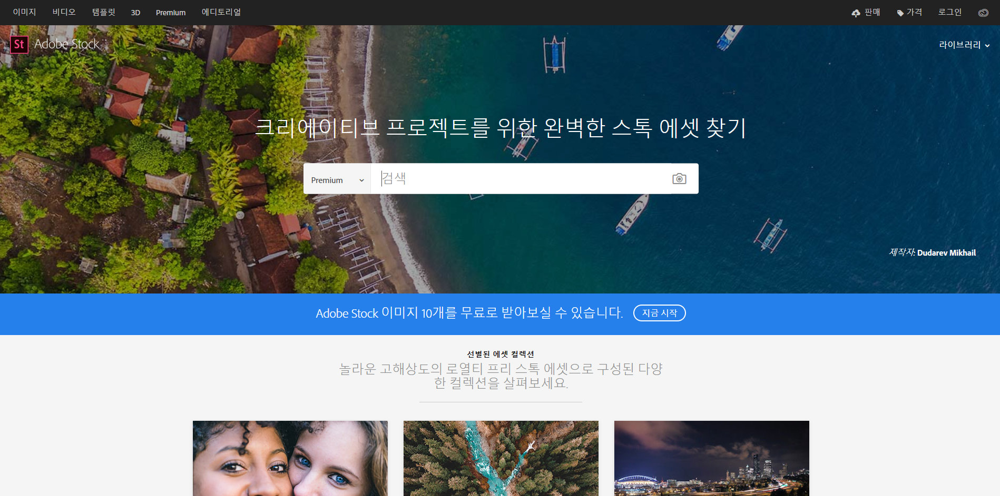 이미지 비디오 템플릿 3D Premium 에디토리얼 판매 가격 로그인
St Adobe Stock 라이브러리
크리에이티브 프로젝트를 위한 완벽한 스톡 에셋 찾기
Premium 검색
제작자: Dudarev Mikhail
Adobe Stock 이미지 10개를 무료로 받아보실 수 있습니다. 지금 시작
선별된 에셋 컬렉션
놀라운 고해상도의 로열티 프리 스톡 에셋으로 구성된 다양
한 컬렉션을 살펴보세요.